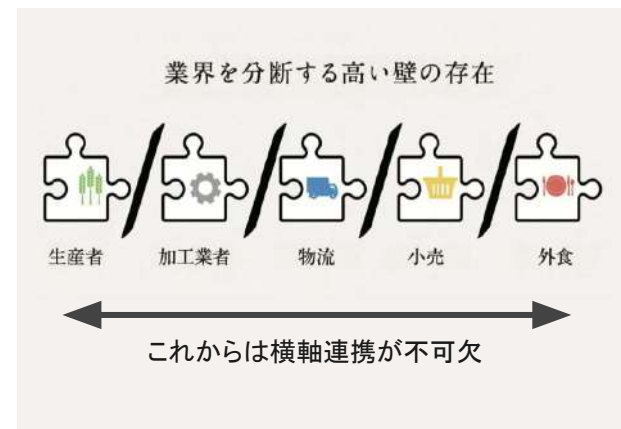 業界を分断する高い壁の存在
生産者 加工業者 物流 小売 外食
これからは横軸連携が不可欠